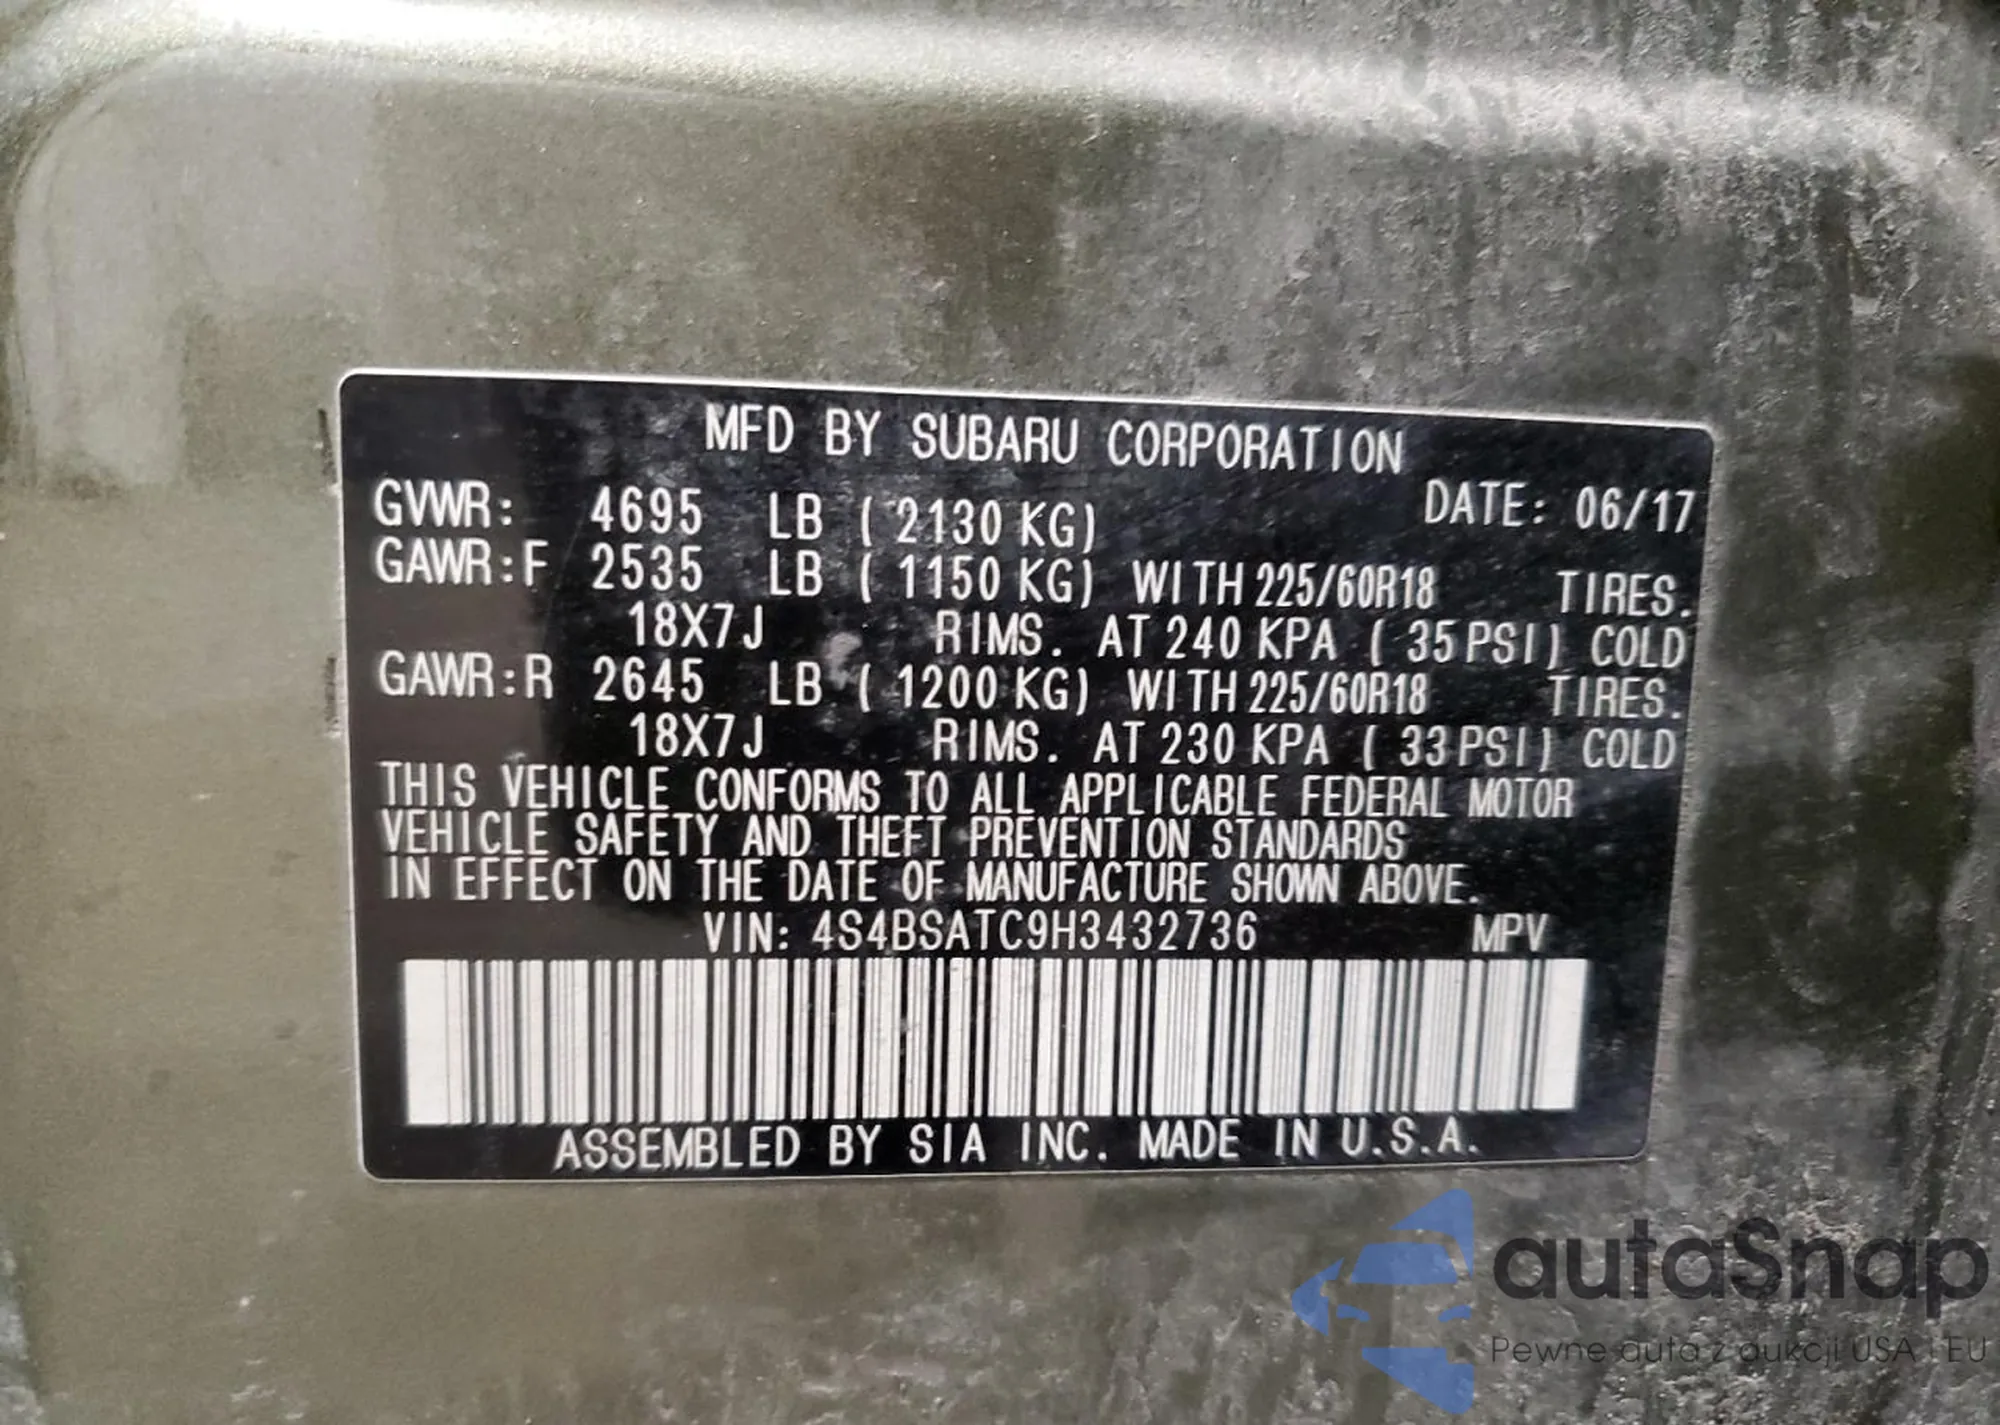 MFD BY SUBARU CORPORATION
GVWR: 4695 LB ( 2130 KG) DATE: 06/17
GAWR:F 2535 LB ( 1150 KG) WITH 225/60R18 TIRES.
18X7J RIMS. AT 240 KPA ( 35 PSI) COLD
GAWR:R 2645 LB ( 1200 KG) WITH 225/60R18 TIRES.
18X7J RIMS. AT 230 KPA ( 33 PSI) COLD
THIS VEHICLE CONFORMS TO ALL APPLICABLE FEDERAL MOTOR
VEHICLE SAFETY AND THEFT PREVENTION STANDARDS
IN EFFECT ON THE DATE OF MANUFACTURE SHOWN ABOVE.
VIN: 4S4BSATC9H3432736 MPV
ASSEMBLED BY SIA INC. MADE IN U.S.A.
autaSnap
Pewne auta z aukcji USA i EU